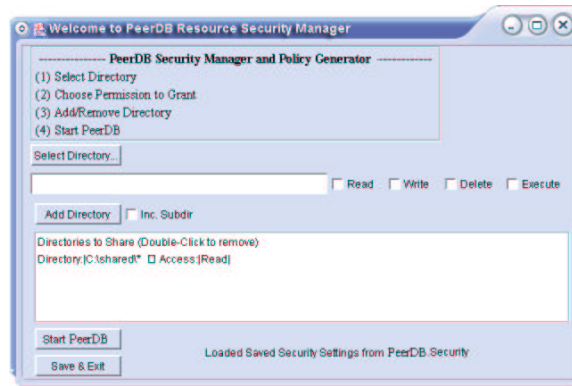 Welcome to PeerDB Resource Security Manager
--------------- PeerDB Security Manager and Policy Generator ------------
(1) Select Directory
(2) Choose Permission to Grant
(3) Add/Remove Directory
(4) Start PeerDB
Select Directory...
Read Write Delete Execute
Add Directory Inc. Subdir
Directories to Share (Double-Click to remove)
Directory:|C:\shared\* □ Access:|Read|
Start PeerDB
Loaded Saved Security Settings from PeerDB.Security
Save & Exit